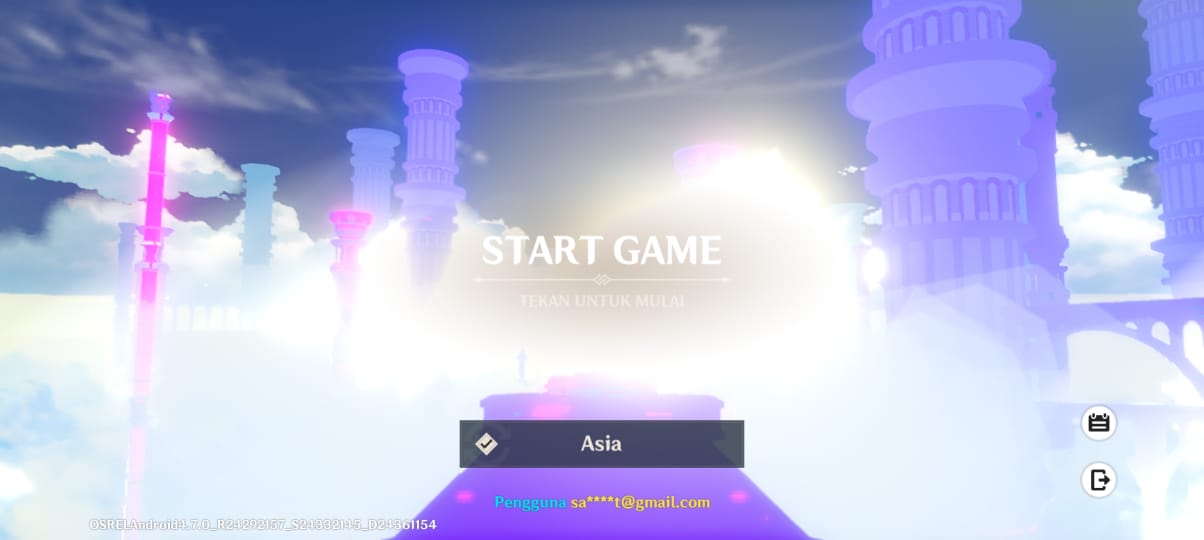 START GAME
TEKAN UNTUK MULAI
Asia
Pengguna sa****t@gmail.com
OSRELAndroid4.7.0_R24292157_S24332145_D24361154